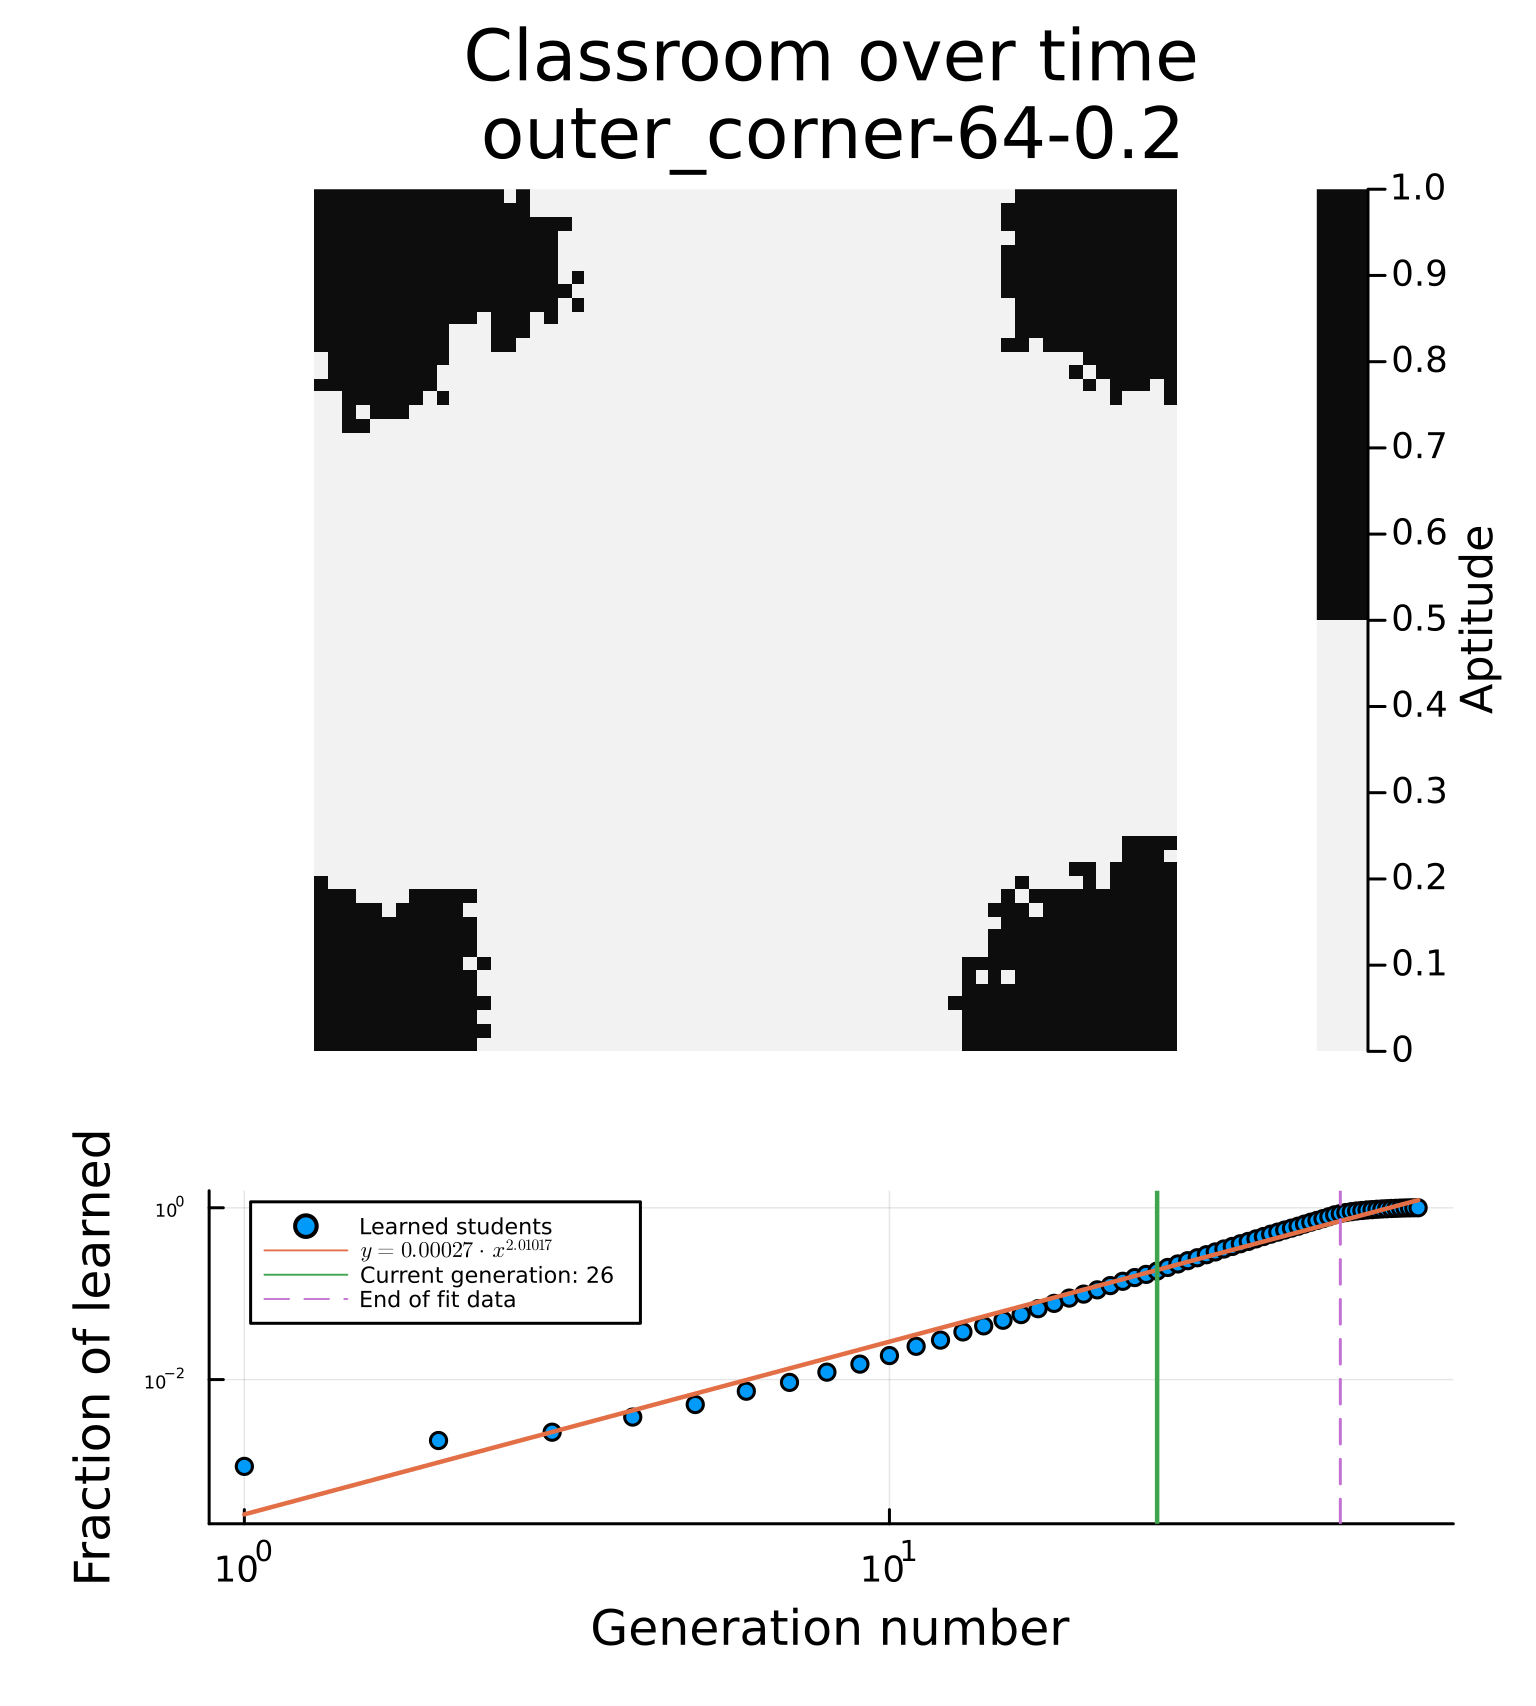 Classroom over time
outer_corner-64-0.2
1.0
0.9
0.8
0.7
0.6
0.5
0.4
0.3
0.2
0.1
0
Aptitude
Fraction of learned
10⁰
10⁻²
Learned students
y = 0.00027 · x^2.01017
Current generation: 26
End of fit data
10⁰
10¹
Generation number